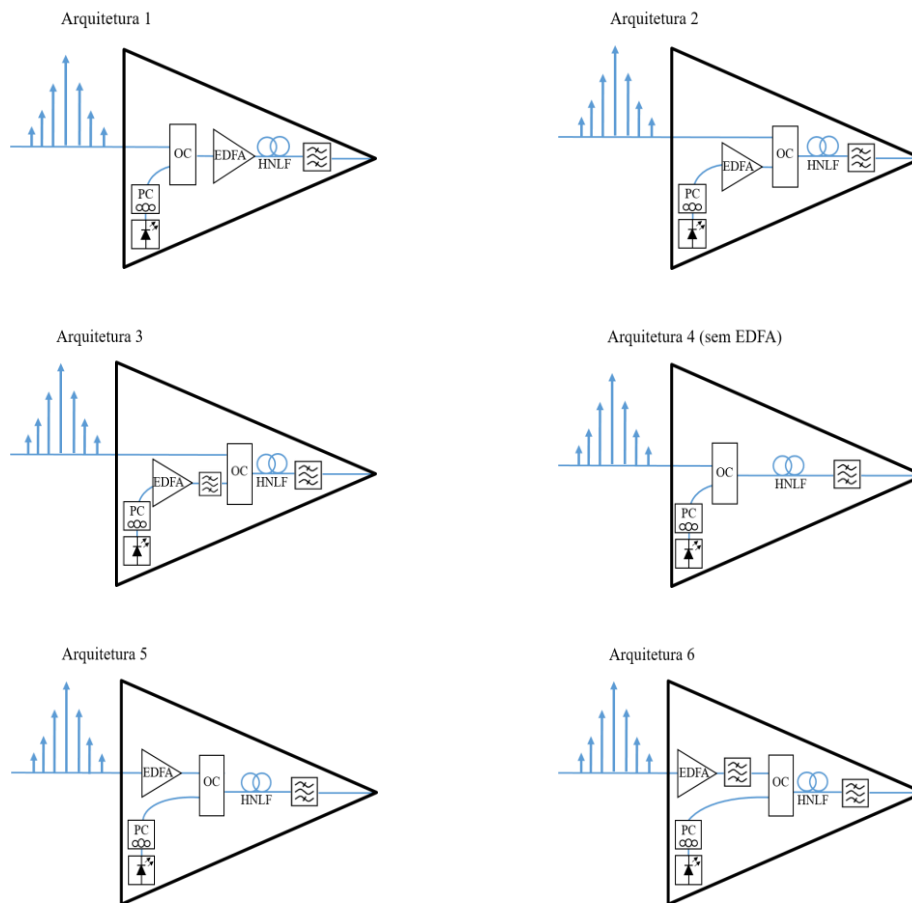 Arquitetura 1
OC
EDFA
HNLF
PC
Arquitetura 2
OC
EDFA
HNLF
PC
Arquitetura 3
OC
EDFA
HNLF
PC
Arquitetura 4 (sem EDFA)
OC
HNLF
PC
Arquitetura 5
EDFA
OC
HNLF
PC
Arquitetura 6
EDFA
OC
HNLF
PC